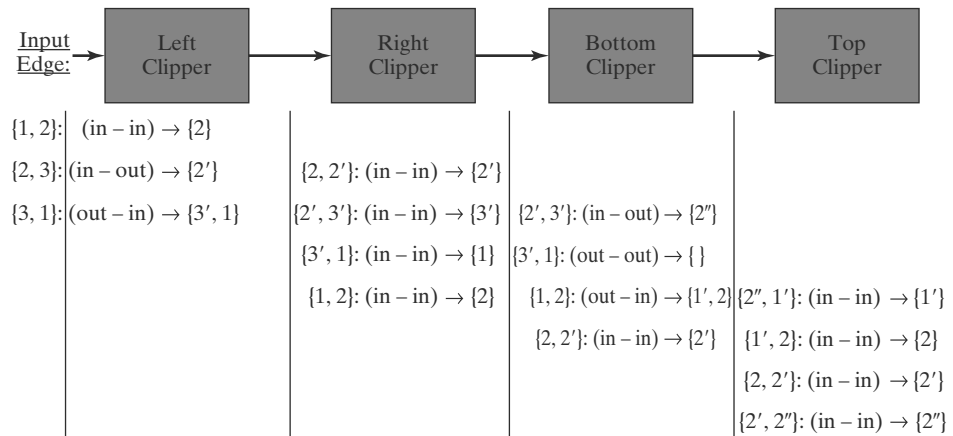 Input Edge:
Left Clipper
Right Clipper
Bottom Clipper
Top Clipper
{1, 2}: (in – in) → {2}
{2, 3}: (in – out) → {2′} {2, 2′}: (in – in) → {2′}
{3, 1}: (out – in) → {3′, 1} {2′, 3′}: (in – in) → {3′} {2′, 3′}: (in – out) → {2″}
{3′, 1}: (in – in) → {1} {3′, 1}: (out – out) → { }
{1, 2}: (in – in) → {2} {1, 2}: (out – in) → {1′, 2} {2″, 1′}: (in – in) → {1′}
{2, 2′}: (in – in) → {2′} {1′, 2}: (in – in) → {2}
{2, 2′}: (in – in) → {2′}
{2′, 2″}: (in – in) → {2″}